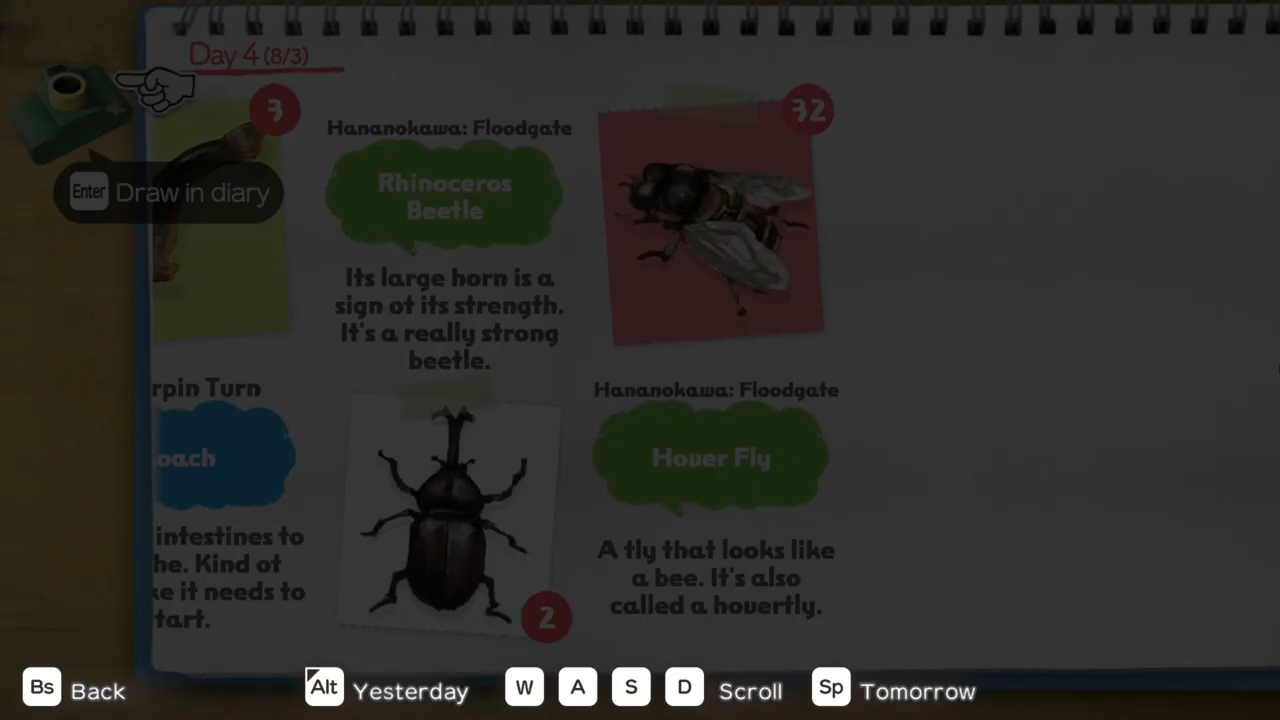 Day 4 (8/3)
Enter Draw in diary
3
rpin Turn
oach
intestines to
he. Kind of
ke it needs to
tart.
Hananokawa: Floodgate
Rhinoceros
Beetle
Its large horn is a
sign of its strength.
It's a really strong
beetle.
2
32
Hananokawa: Floodgate
Hover Fly
A fly that looks like
a bee. It's also
called a hoverfly.
Bs Back
Alt Yesterday
W A S D Scroll
Sp Tomorrow